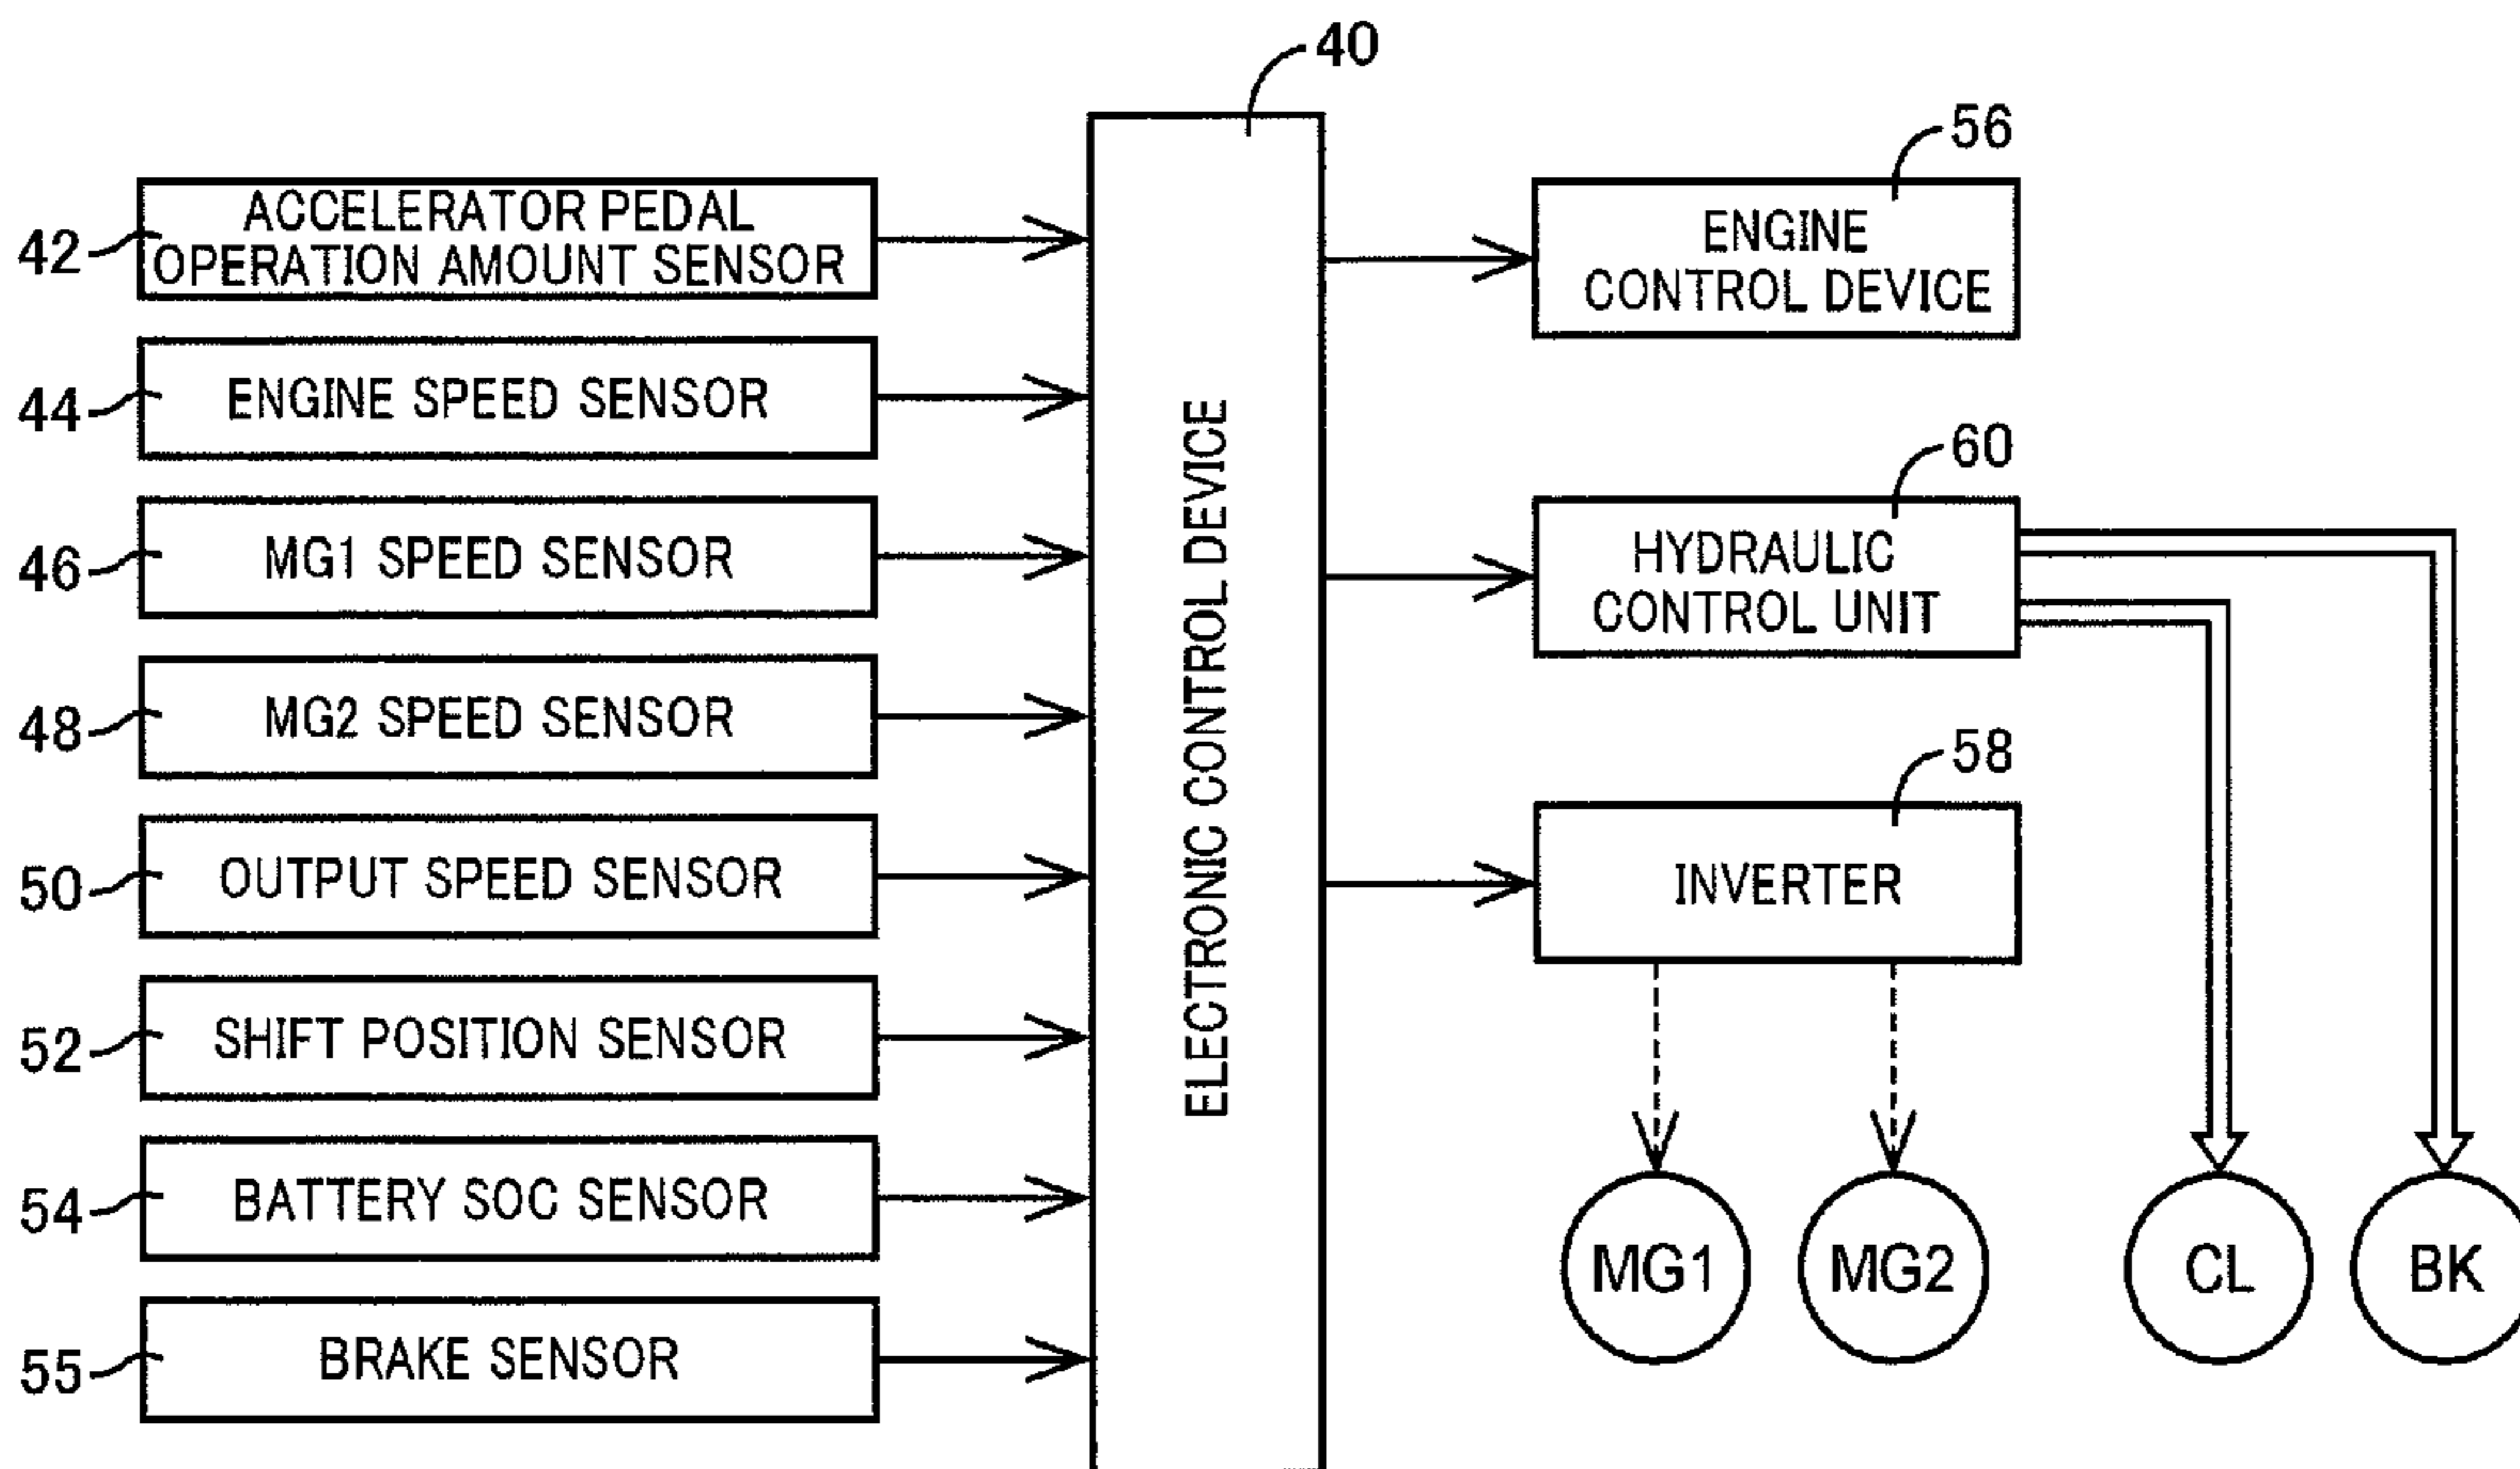 40
42
ACCELERATOR PEDAL
OPERATION AMOUNT SENSOR
44
ENGINE SPEED SENSOR
46
MG1 SPEED SENSOR
48
MG2 SPEED SENSOR
50
OUTPUT SPEED SENSOR
52
SHIFT POSITION SENSOR
54
BATTERY SOC SENSOR
55
BRAKE SENSOR
ELECTRONIC CONTROL DEVICE
56
ENGINE
CONTROL DEVICE
60
HYDRAULIC
CONTROL UNIT
58
INVERTER
MG1
MG2
CL
BK